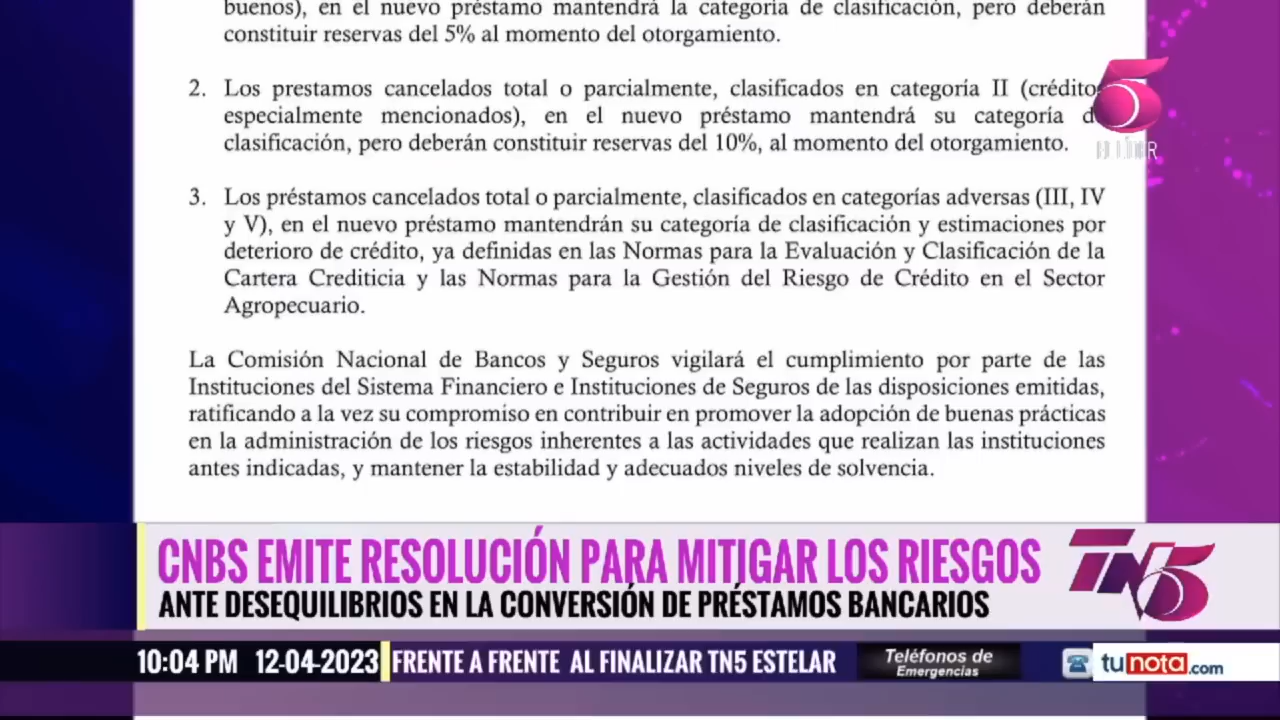 buenos), en el nuevo préstamo mantendrá la categoría de clasificación, pero deberán
constituir reservas del 5% al momento del otorgamiento.
2. Los prestamos cancelados total o parcialmente, clasificados en categoría II (crédito
especialmente mencionados), en el nuevo préstamo mantendrá su categoría d
clasificación, pero deberán constituir reservas del 10%, al momento del otorgamiento.
3. Los préstamos cancelados total o parcialmente, clasificados en categorías adversas (III, IV
y V), en el nuevo préstamo mantendrán su categoría de clasificación y estimaciones por
deterioro de crédito, ya definidas en las Normas para la Evaluación y Clasificación de la
Cartera Crediticia y las Normas para la Gestión del Riesgo de Crédito en el Sector
Agropecuario.
La Comisión Nacional de Bancos y Seguros vigilará el cumplimiento por parte de las
Instituciones del Sistema Financiero e Instituciones de Seguros de las disposiciones emitidas,
ratificando a la vez su compromiso en contribuir en promover la adopción de buenas prácticas
en la administración de los riesgos inherentes a las actividades que realizan las instituciones
antes indicadas, y mantener la estabilidad y adecuados niveles de solvencia.
5
CNBS EMITE RESOLUCIÓN PARA MITIGAR LOS RIESGOS
ANTE DESEQUILIBRIOS EN LA CONVERSIÓN DE PRÉSTAMOS BANCARIOS
TN5
10:04 PM 12-04-2023 FRENTE A FRENTE AL FINALIZAR TN5 ESTELAR
Teléfonos de
Emergencias
tunota.com